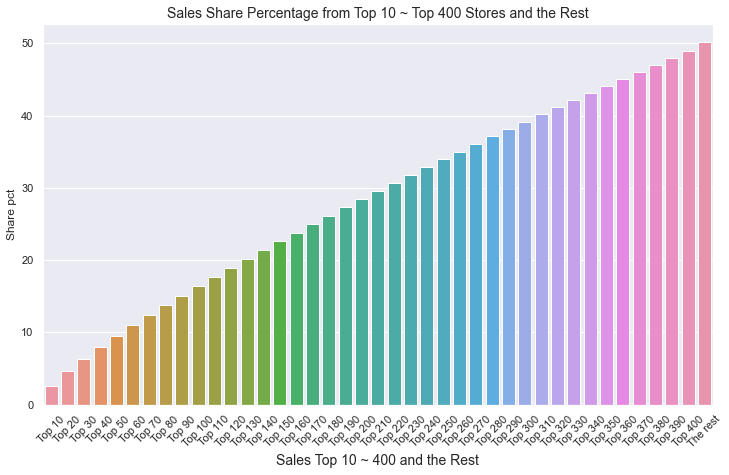 Sales Share Percentage from Top 10 ~ Top 400 Stores and the Rest
50
40
30
20
10
0
Share pct
Top 10
Top 20
Top 30
Top 40
Top 50
Top 60
Top 70
Top 80
Top 90
Top 100
Top 110
Top 120
Top 130
Top 140
Top 150
Top 160
Top 170
Top 180
Top 190
Top 200
Top 210
Top 220
Top 230
Top 240
Top 250
Top 260
Top 270
Top 280
Top 290
Top 300
Top 310
Top 320
Top 330
Top 340
Top 350
Top 360
Top 370
Top 380
Top 390
Top 400
The rest
Sales Top 10 ~ 400 and the Rest